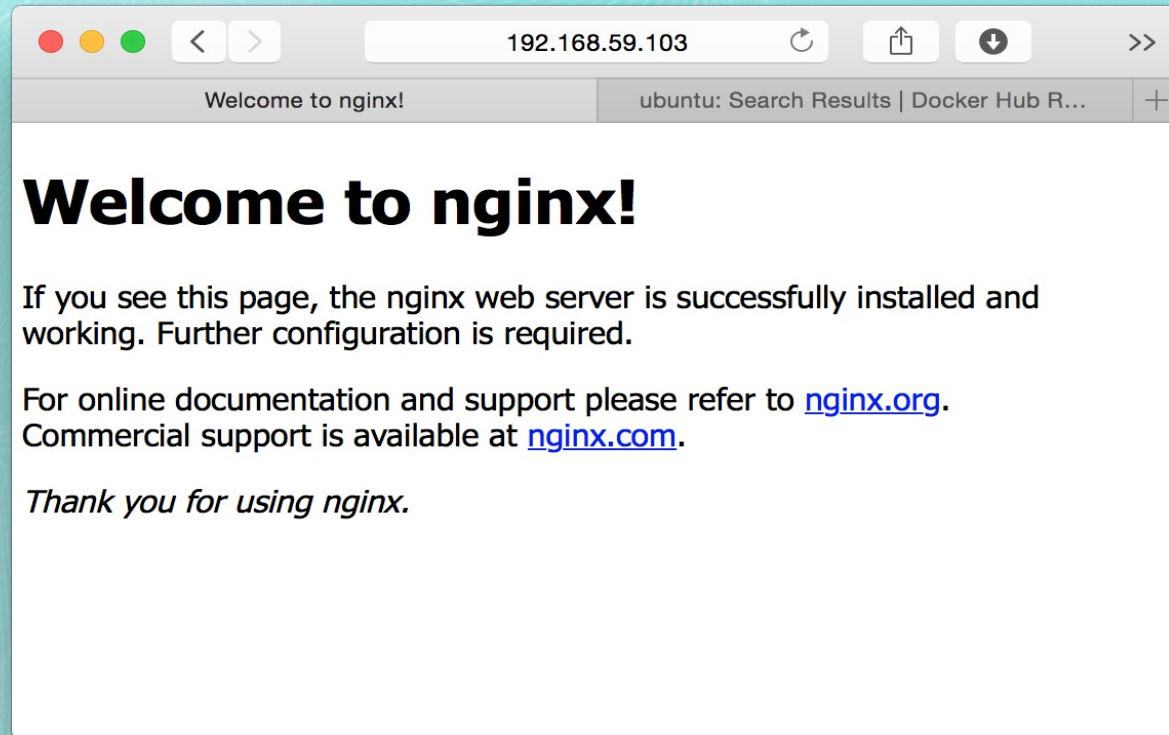 192.168.59.103
Welcome to nginx!
ubuntu: Search Results | Docker Hub R...
Welcome to nginx!
If you see this page, the nginx web server is successfully installed and
working. Further configuration is required.
For online documentation and support please refer to nginx.org.
Commercial support is available at nginx.com.
Thank you for using nginx.